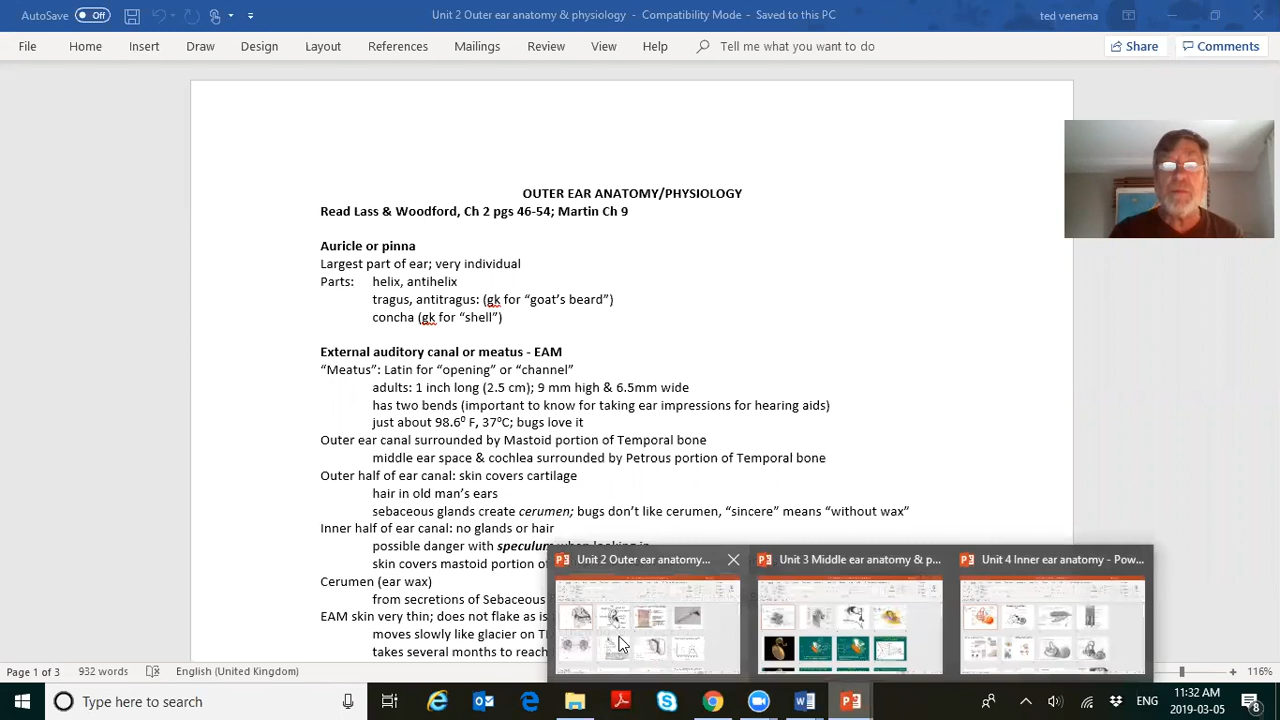 AutoSave Off
Unit 2 Outer ear anatomy & physiology - Compatibility Mode - Saved to this PC
ted venema
File Home Insert Draw Design Layout References Mailings Review View Help Tell me what you want to do Share Comments
OUTER EAR ANATOMY/PHYSIOLOGY
Read Lass & Woodford, Ch 2 pgs 46-54; Martin Ch 9
Auricle or pinna
Largest part of ear; very individual
Parts: helix, antihelix
tragus, antitragus: (gk for “goat’s beard”)
concha (gk for “shell”)
External auditory canal or meatus - EAM
“Meatus”: Latin for “opening” or “channel”
adults: 1 inch long (2.5 cm); 9 mm high & 6.5mm wide
has two bends (important to know for taking ear impressions for hearing aids)
just about 98.6⁰ F, 37⁰C; bugs love it
Outer ear canal surrounded by Mastoid portion of Temporal bone
middle ear space & cochlea surrounded by Petrous portion of Temporal bone
Outer half of ear canal: skin covers cartilage
hair in old man’s ears
sebaceous glands create cerumen; bugs don’t like cerumen, “sincere” means “without wax”
Inner half of ear canal: no glands or hair
possible danger with speculum when looking in
skin covers mastoid portion of
Cerumen (ear wax)
from secretions of Sebaceous
EAM skin very thin; does not flake as is
moves slowly like glacier on
takes several months to reach
Unit 2 Outer ear anatomy...
Unit 3 Middle ear anatomy & p...
Unit 4 Inner ear anatomy - Pow...
Page 1 of 3 932 words English (United Kingdom) 116%
Type here to search
ENG
11:32 AM
2019-03-05
8